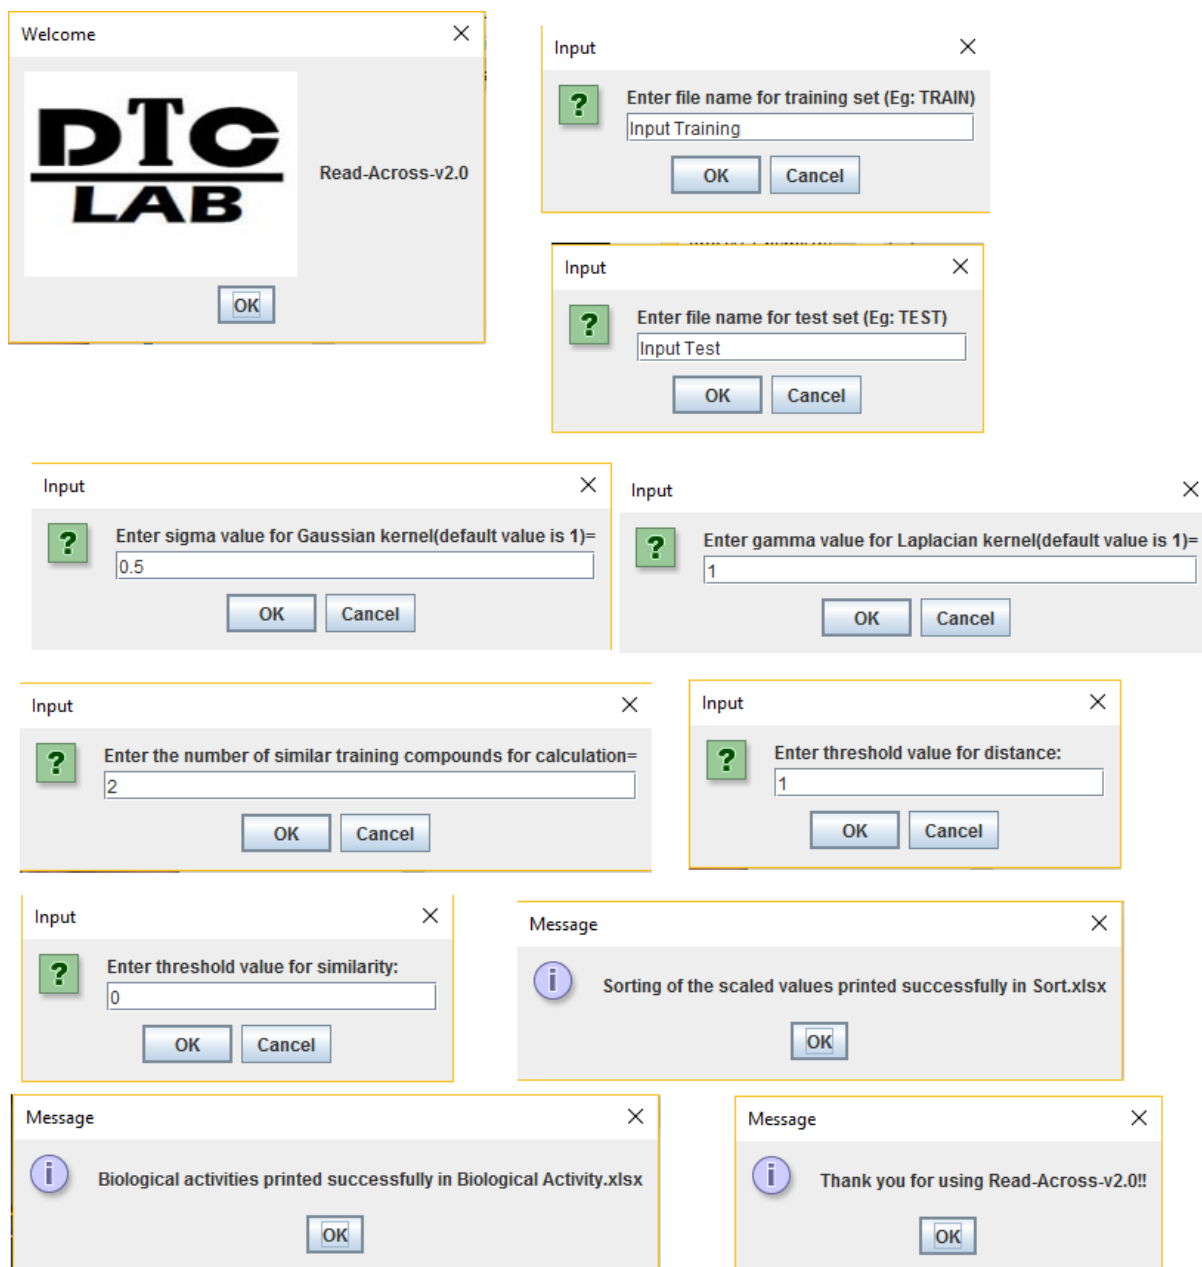 Welcome
DTC
LAB
Read-Across-v2.0
OK
Input
Enter file name for training set (Eg: TRAIN)
Input Training
OK Cancel
Input
Enter file name for test set (Eg: TEST)
Input Test
OK Cancel
Input
Enter sigma value for Gaussian kernel(default value is 1)=
0.5
OK Cancel
Input
Enter gamma value for Laplacian kernel(default value is 1)=
1
OK Cancel
Input
Enter the number of similar training compounds for calculation=
2
OK Cancel
Input
Enter threshold value for distance:
1
OK Cancel
Input
Enter threshold value for similarity:
0
OK Cancel
Message
Sorting of the scaled values printed successfully in Sort.xlsx
OK
Message
Biological activities printed successfully in Biological Activity.xlsx
OK
Message
Thank you for using Read-Across-v2.0!!
OK